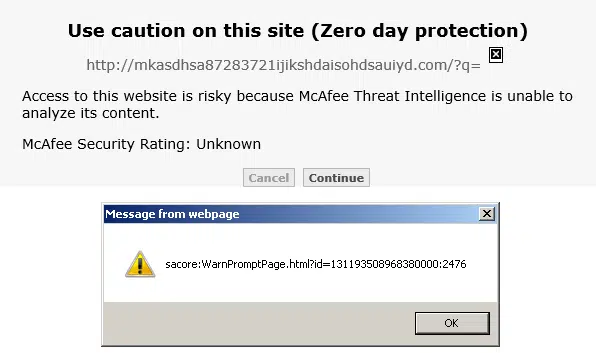 Use caution on this site (Zero day protection)
http://mkasdhsa87283721ijikshdaisohdsauiyd.com/?q=
Access to this website is risky because McAfee Threat Intelligence is unable to
analyze its content.
McAfee Security Rating: Unknown
Cancel Continue
Message from webpage
sacore:WarnPromptPage.html?id=131193508968380000:2476
OK